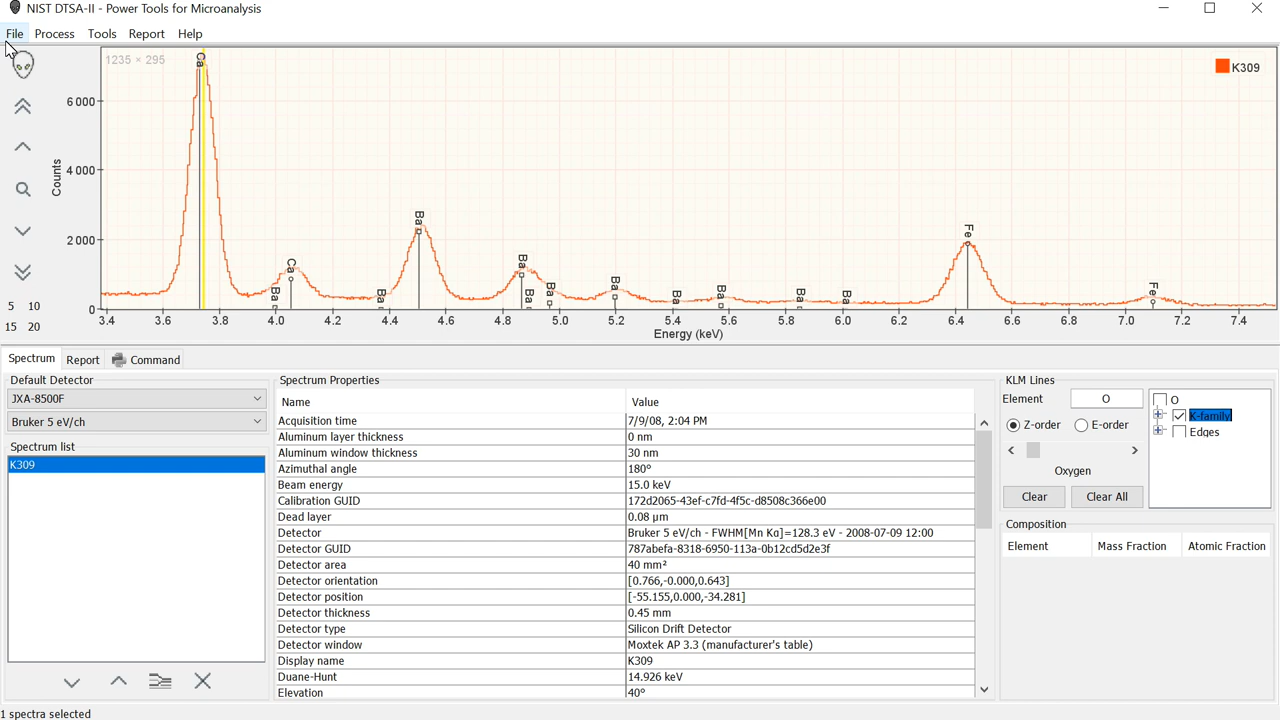 NIST DTSA-II - Power Tools for Microanalysis
File Process Tools Report Help
1235 × 295
K309
Counts
6 000
4 000
2 000
0
Ca
Ba
Ca
Ba
Ba
Ba
Ba
Ba
Ba
Ba
Ba
Ba
Ba
Fe
Fe
3.4 3.6 3.8 4.0 4.2 4.4 4.6 4.8 5.0 5.2 5.4 5.6 5.8 6.0 6.2 6.4 6.6 6.8 7.0 7.2 7.4
Energy (keV)
5 10
15 20
Spectrum Report Command
Default Detector
JXA-8500F
Bruker 5 eV/ch
Spectrum list
K309
Spectrum Properties
Name Value
Acquisition time 7/9/08, 2:04 PM
Aluminum layer thickness 0 nm
Aluminum window thickness 30 nm
Azimuthal angle 180°
Beam energy 15.0 keV
Calibration GUID 172d2065-43ef-c7fd-4f5c-d8508c366e00
Dead layer 0.08 µm
Detector Bruker 5 eV/ch - FWHM[Mn Kα]=128.3 eV - 2008-07-09 12:00
Detector GUID 787abefa-8318-6950-113a-0b12cd5d2e3f
Detector area 40 mm²
Detector orientation [0.766,-0.000,0.643]
Detector position [-55.155,0.000,-34.281]
Detector thickness 0.45 mm
Detector type Silicon Drift Detector
Detector window Moxtek AP 3.3 (manufacturer's table)
Display name K309
Duane-Hunt 14.926 keV
Elevation 40°
KLM Lines
Element O
Z-order E-order
Oxygen
Clear Clear All
O
K-family
Edges
Composition
Element Mass Fraction Atomic Fraction
1 spectra selected